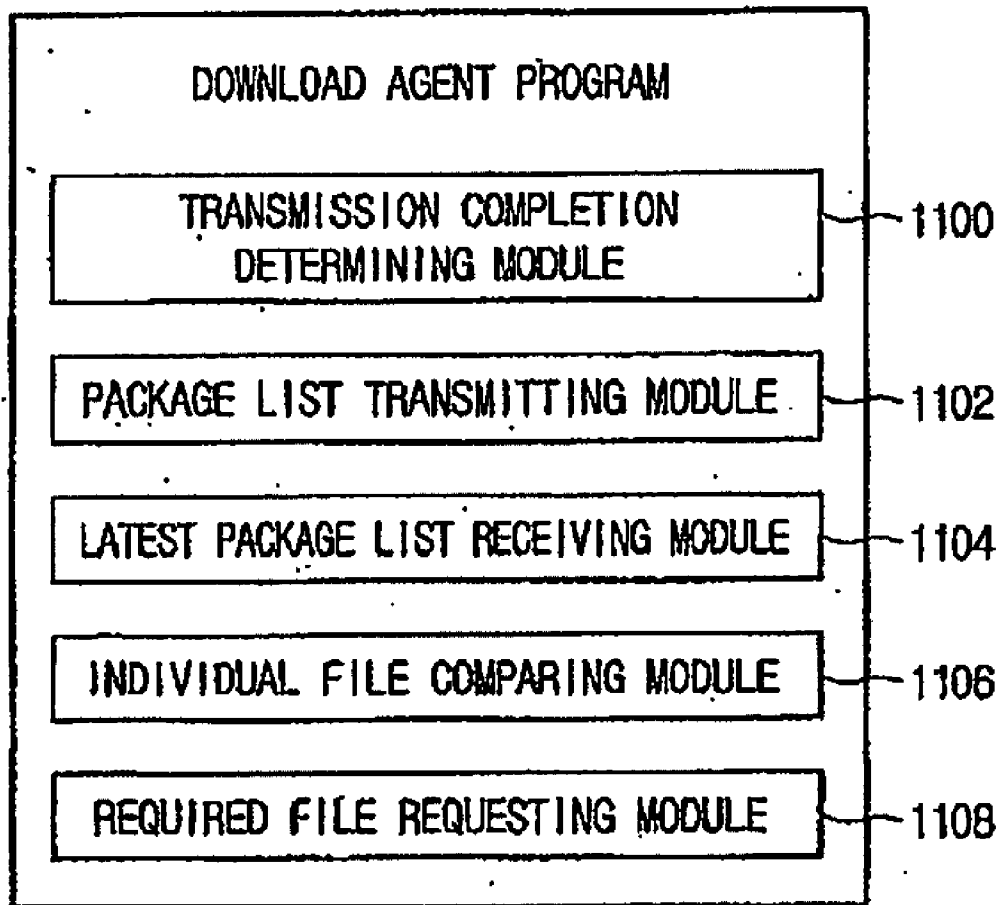 DOWNLOAD AGENT PROGRAM
TRANSMISSION COMPLETION
DETERMINING MODULE
1100
PACKAGE LIST TRANSMITTING MODULE
1102
LATEST PACKAGE LIST RECEIVING MODULE
1104
INDIVIDUAL FILE COMPARING MODULE
1106
REQUIRED FILE REQUESTING MODULE
1108